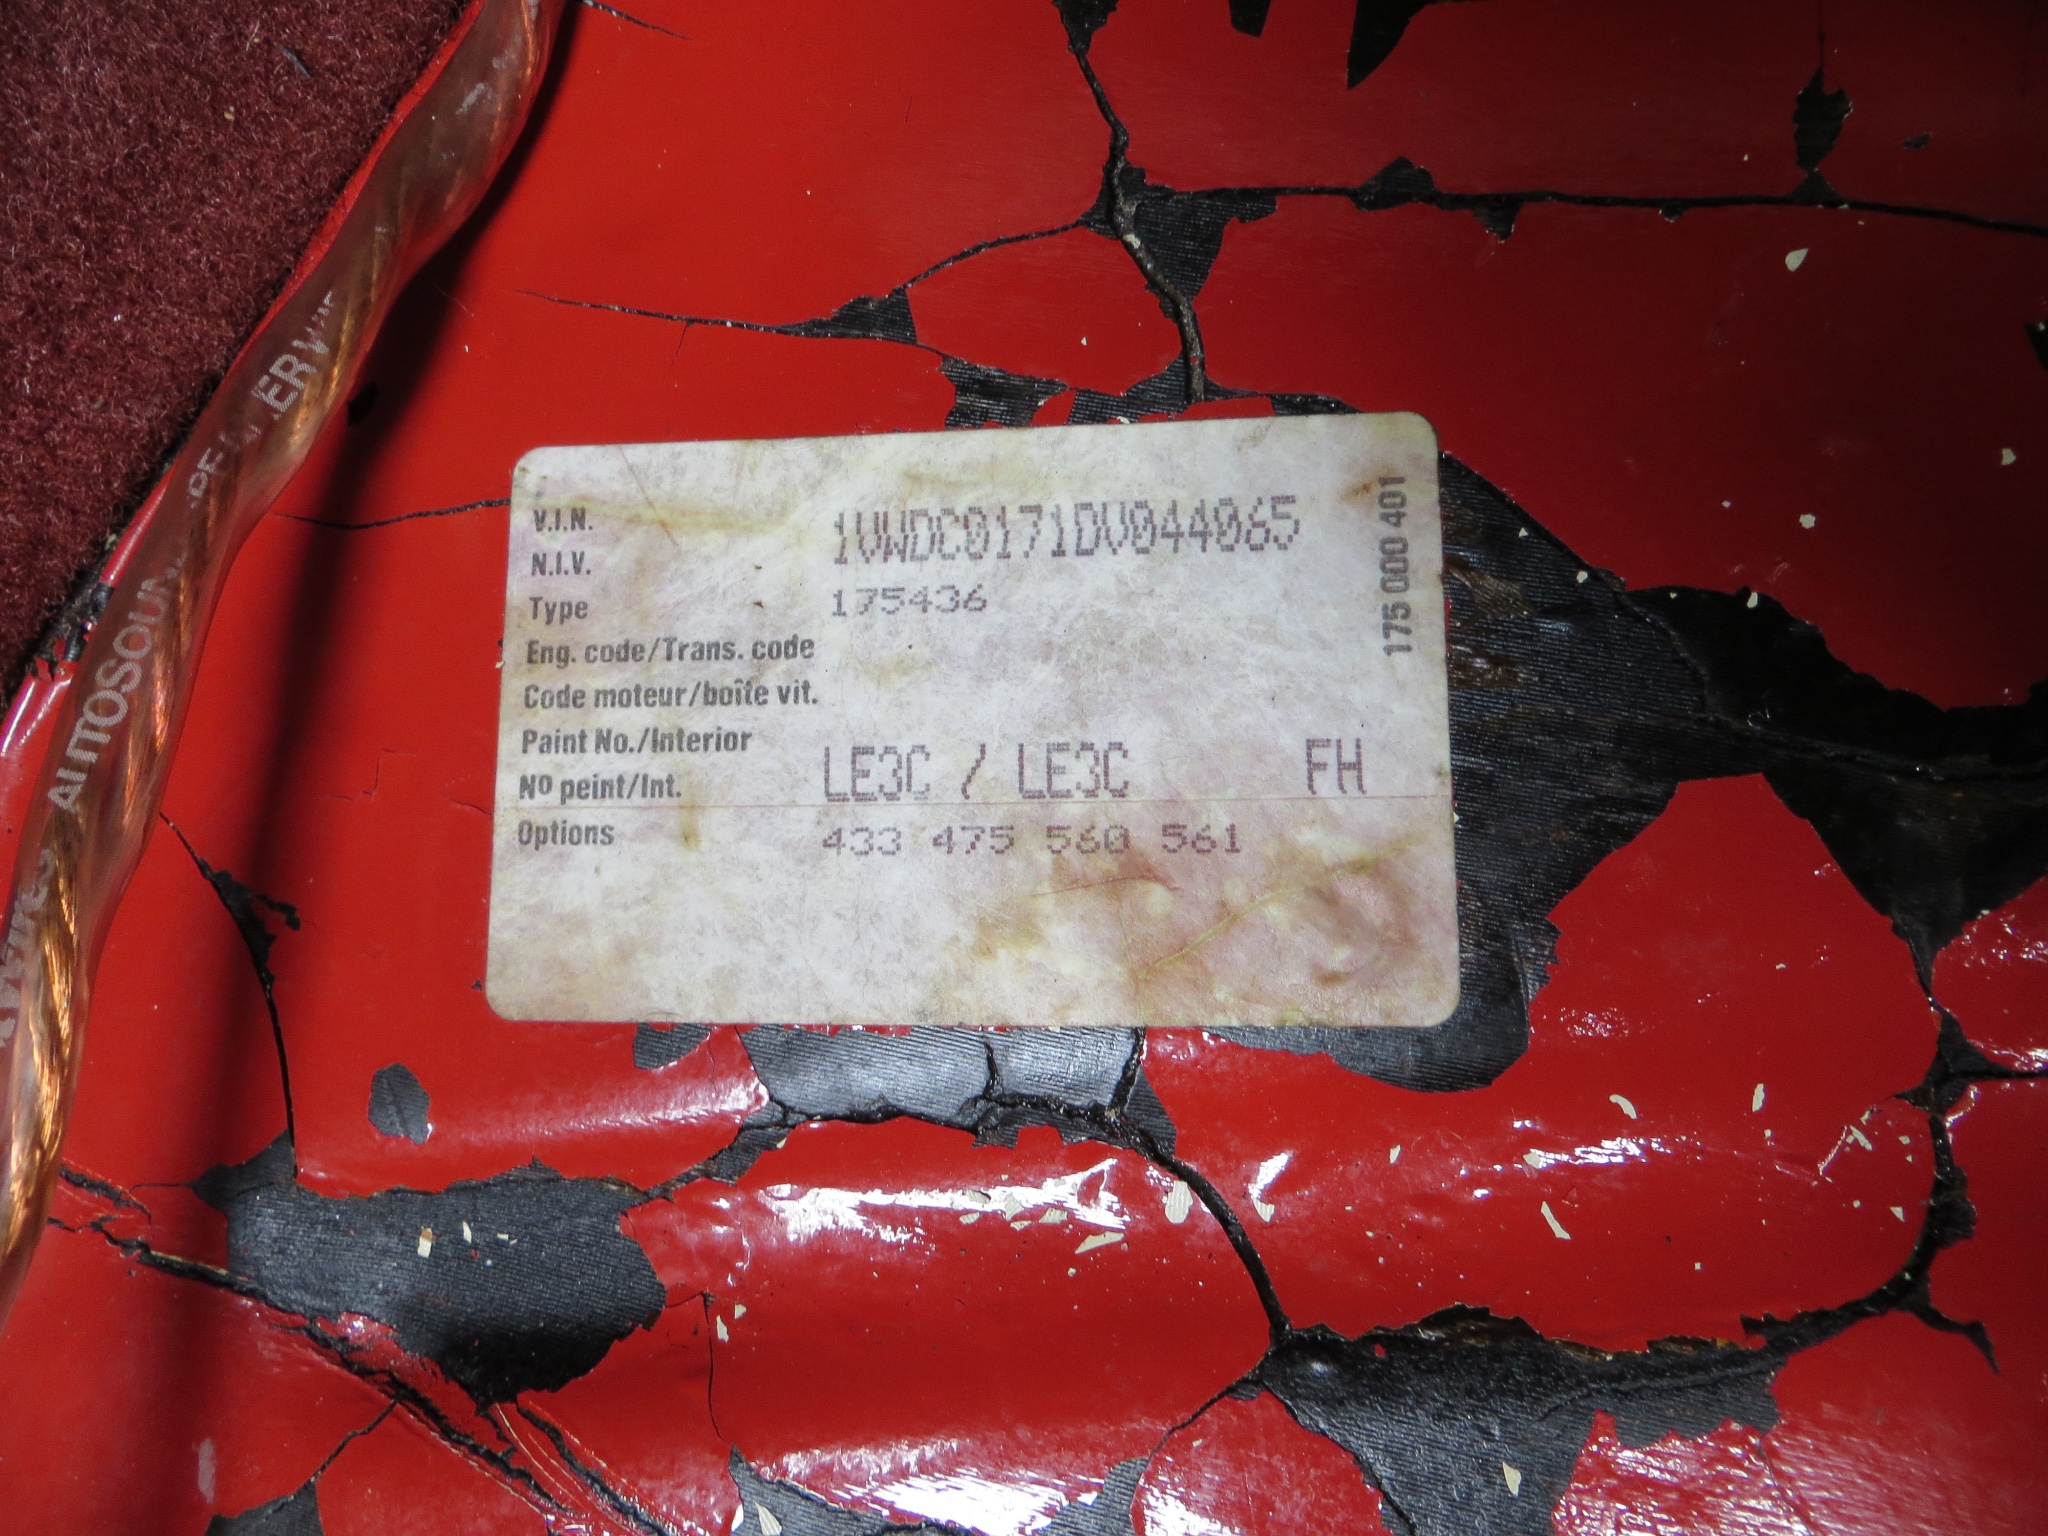 V.I.N.
N.I.V. 1VWDC0171DV044065
Type 175436
Eng. code/Trans. code
Code moteur/boîte vit.
Paint No./Interior
Nº peint/Int. LE3C / LE3C FH
Options 433 475 560 561
175 000 401
AUTOSOUN